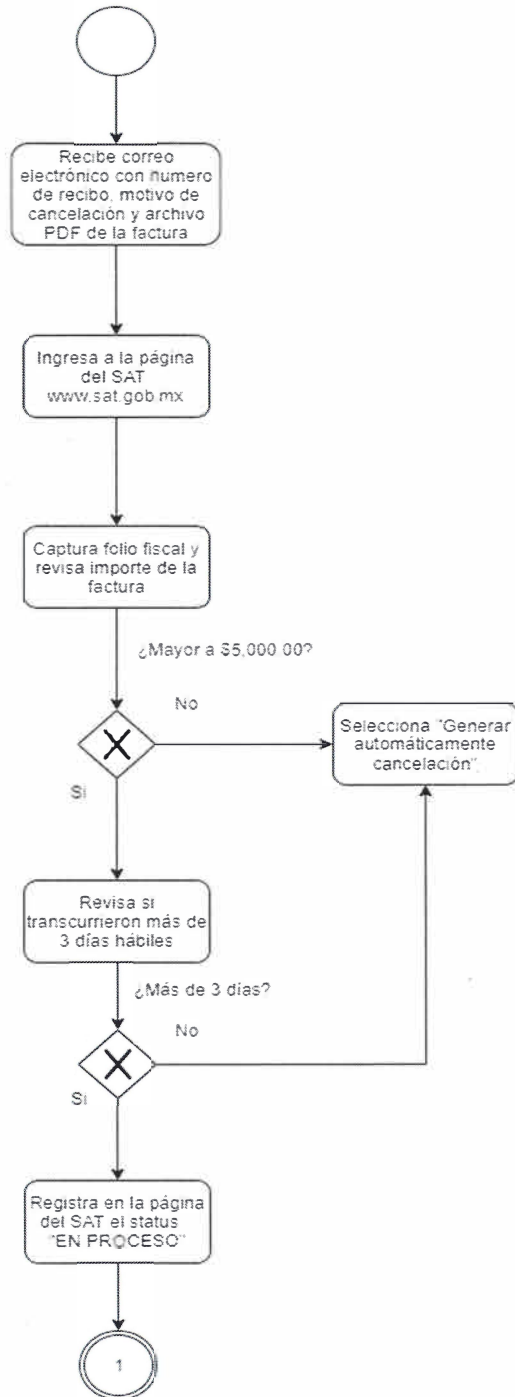 Recibe correo
electrónico con numero
de recibo, motivo de
cancelación y archivo
PDF de la factura
Ingresa a la página
del SAT
www.sat.gob.mx
Captura folio fiscal y
revisa importe de la
factura
¿Mayor a $5,000.00?
No
Selecciona "Generar
automáticamente
cancelación".
Si
Revisa si
transcurrieron más de
3 días hábiles
¿Más de 3 días?
No
Si
Registra en la página
del SAT el status
"EN PROCESO"
1